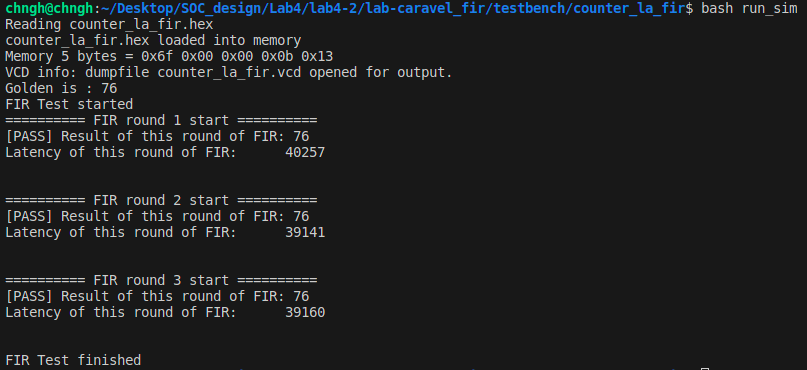 chngh@chngh:~/Desktop/SOC_design/Lab4/lab4-2/lab-caravel_fir/testbench/counter_la_fir$ bash run_sim
Reading counter_la_fir.hex
counter_la_fir.hex loaded into memory
Memory 5 bytes = 0x6f 0x00 0x00 0x0b 0x13
VCD info: dumpfile counter_la_fir.vcd opened for output.
Golden is : 76
FIR Test started
========== FIR round 1 start ==========
[PASS] Result of this round of FIR: 76
Latency of this round of FIR:      40257
========== FIR round 2 start ==========
[PASS] Result of this round of FIR: 76
Latency of this round of FIR:      39141
========== FIR round 3 start ==========
[PASS] Result of this round of FIR: 76
Latency of this round of FIR:      39160
FIR Test finished